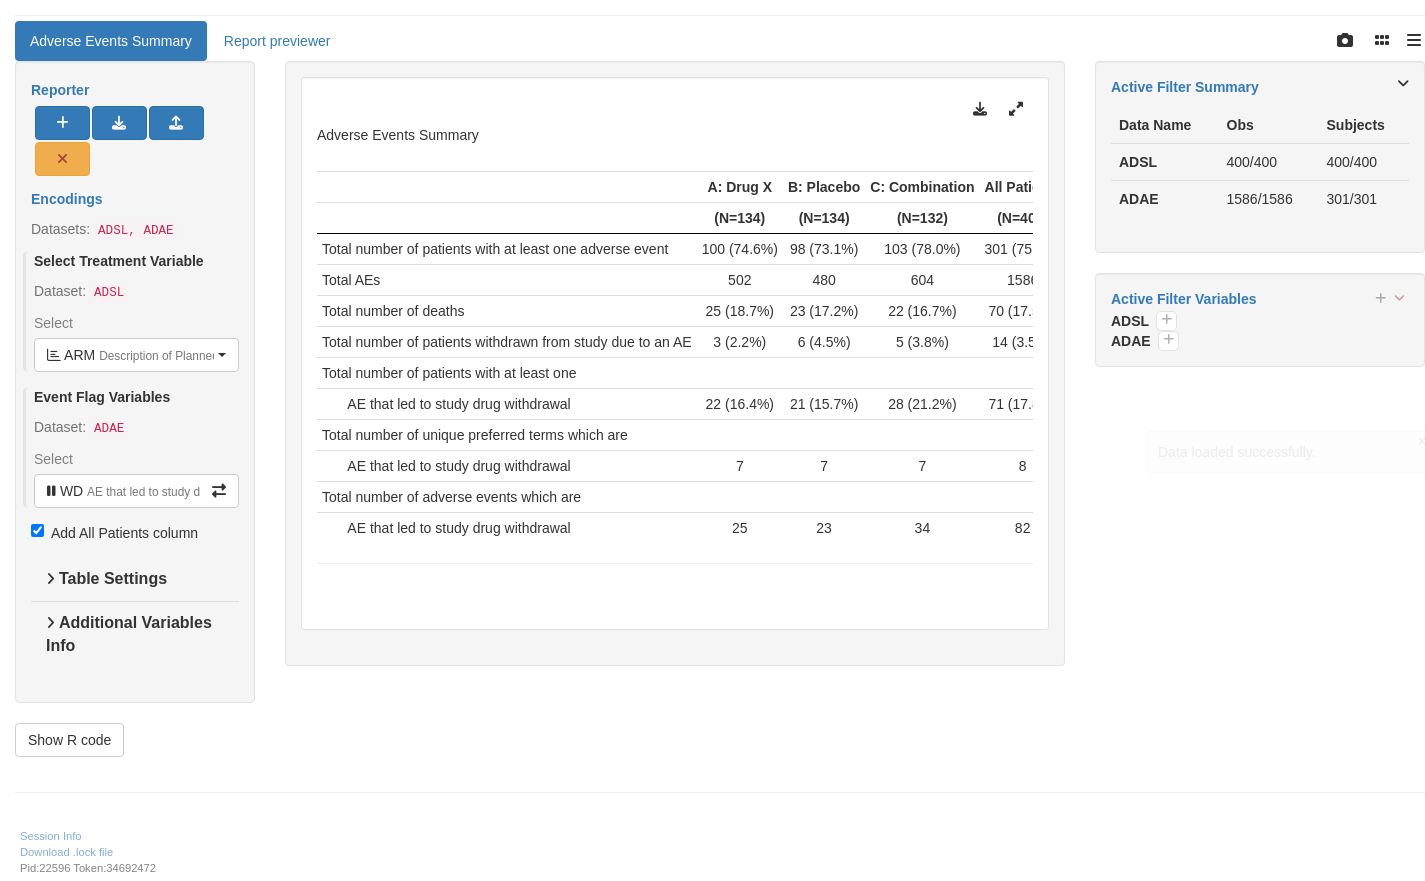 Adverse Events Summary
Report previewer
Reporter
Encodings
Datasets: ADSL, ADAE
Select Treatment Variable
Dataset: ADSL
Select
ARM Description of Planned
Event Flag Variables
Dataset: ADAE
Select
WD AE that led to study d
Add All Patients column
Table Settings
Additional Variables
Info
Show R code
Adverse Events Summary
A: Drug X B: Placebo C: Combination All Pati
(N=134) (N=134) (N=132) (N=40
Total number of patients with at least one adverse event 100 (74.6%) 98 (73.1%) 103 (78.0%) 301 (75
Total AEs 502 480 604 1586
Total number of deaths 25 (18.7%) 23 (17.2%) 22 (16.7%) 70 (17.
Total number of patients withdrawn from study due to an AE 3 (2.2%) 6 (4.5%) 5 (3.8%) 14 (3.5
Total number of patients with at least one
AE that led to study drug withdrawal 22 (16.4%) 21 (15.7%) 28 (21.2%) 71 (17.
Total number of unique preferred terms which are
AE that led to study drug withdrawal 7 7 7 8
Total number of adverse events which are
AE that led to study drug withdrawal 25 23 34 82
Active Filter Summary
Data Name Obs Subjects
ADSL 400/400 400/400
ADAE 1586/1586 301/301
Active Filter Variables
ADSL
ADAE
Data loaded successfully.
Session Info
Download .lock file
Pid:22596 Token:34692472